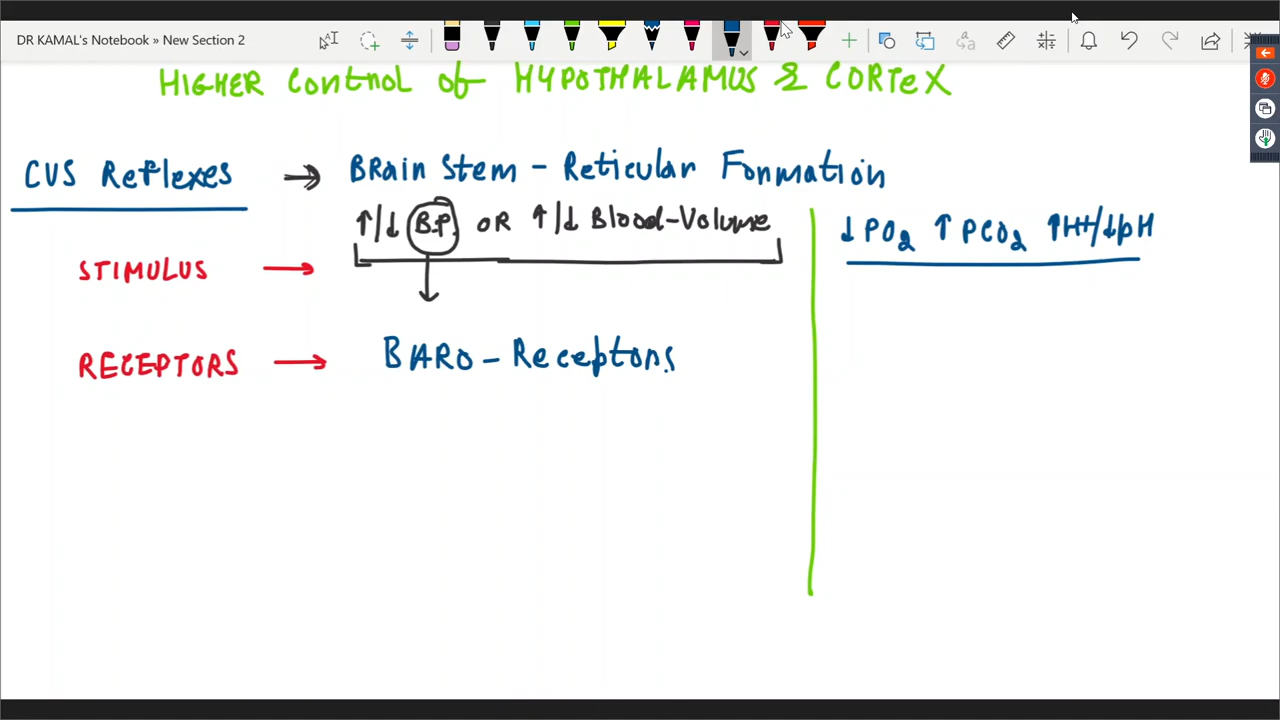 DR KAMAL's Notebook » New Section 2
HIGHER Control of HYPOTHALAMUS & CORTEX
CVS Reflexes → BRain Stem - Reticular Formation
↑/↓ B.P. OR ↑/↓ Blood-Volume
↓ PO2 ↑ PCO2 ↑H+/↓pH
STIMULUS →
RECEPTORS → BARO - Receptors